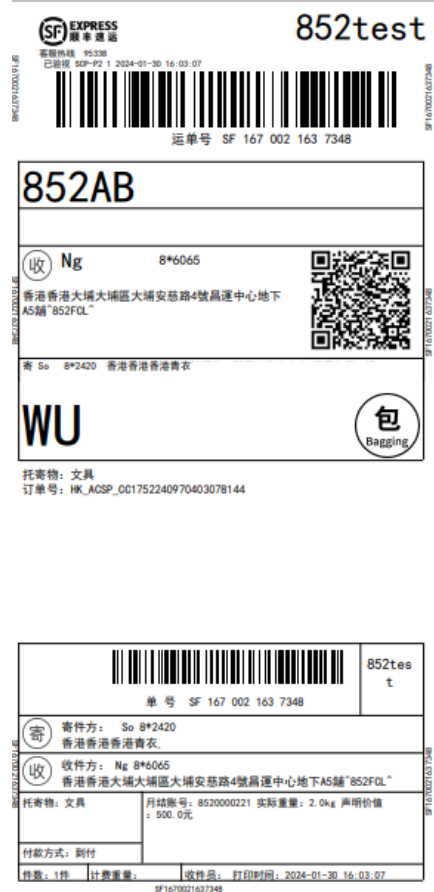 SF EXPRESS
顺丰速运
852test
客服热线 95338
已验视 SCP-P2 1 2024-01-30 16:03:07
SF1670021637348
SF1670021637348
运单号 SF 167 002 163 7348
852AB
收 Ng 8*6065
香港香港大埔大埔區大埔安慈路4號昌運中心地下
A5舖^852FCL^
SF1670021637348
SF1670021637348
寄 So 8*2420 香港香港香港青衣
WU
包
Bagging
托寄物: 文具
订单号: HK_ACSP_CC1752240970403078144
852tes
t
单 号 SF 167 002 163 7348
寄 寄件方: So 8*2420
香港香港香港青衣.
收 收件方: Ng 8*6065
香港香港大埔大埔區大埔安慈路4號昌運中心地下A5舖^852FCL^
SF1670021637348
SF1670021637348
托寄物: 文具
月结账号: 8520000221 实际重量: 2.0kg 声明价值
: 500.0元
付款方式: 到付
件数: 1件 计费重量: 收件员: 打印时间: 2024-01-30 16:03:07
SF1670021637348